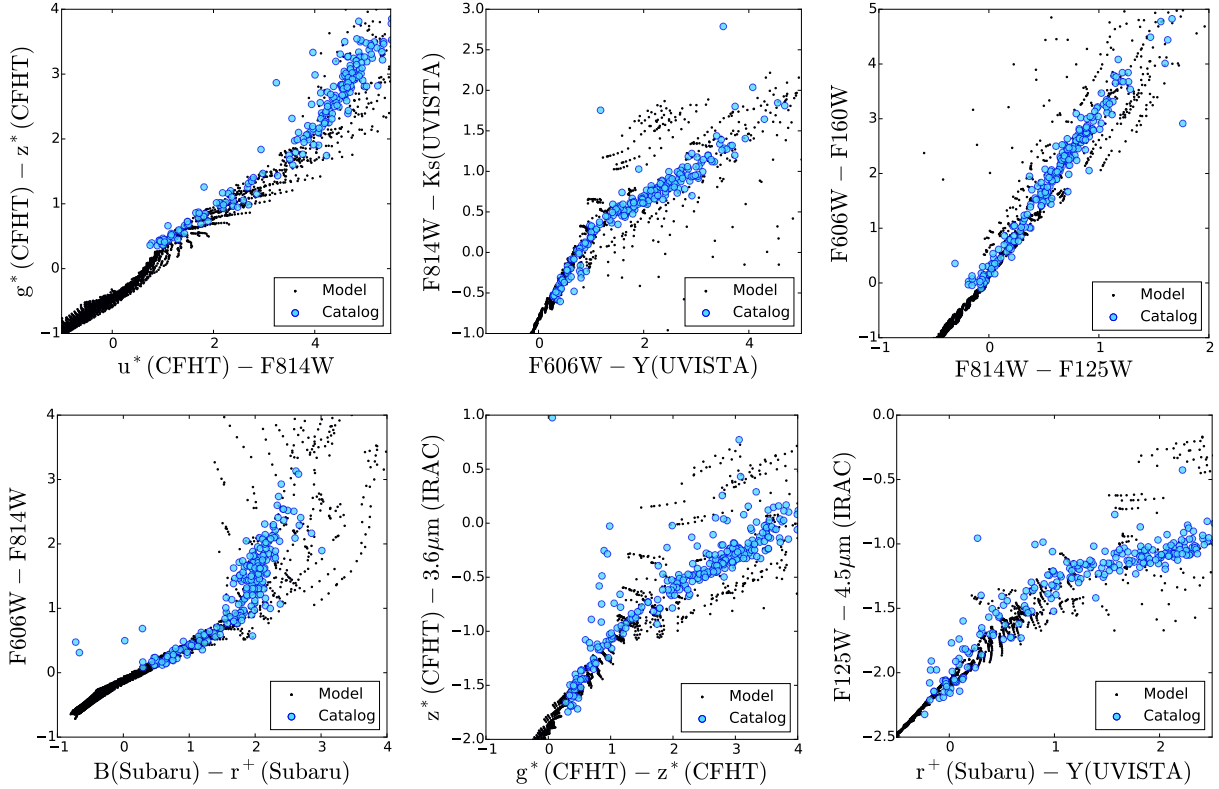 4
3
2
1
0
−1
0
2
4
g* (CFHT) − z* (CFHT)
u* (CFHT) − F814W
Model
Catalog
3.0
2.5
2.0
1.5
1.0
0.5
0.0
−0.5
−1.0
0
1
2
3
4
F814W − Ks(UVISTA)
F606W − Y(UVISTA)
Model
Catalog
5
4
3
2
1
0
−1
−1
0
1
2
F606W − F160W
F814W − F125W
Model
Catalog
4
3
2
1
0
−1
−1
0
1
2
3
4
F606W − F814W
B(Subaru) − r+ (Subaru)
Model
Catalog
1.0
0.5
0.0
−0.5
−1.0
−1.5
−2.0
0
1
2
3
4
z* (CFHT) − 3.6μm (IRAC)
g* (CFHT) − z* (CFHT)
Model
Catalog
0.0
−0.5
−1.0
−1.5
−2.0
−2.5
0
1
2
F125W − 4.5μm (IRAC)
r+ (Subaru) − Y(UVISTA)
Model
Catalog